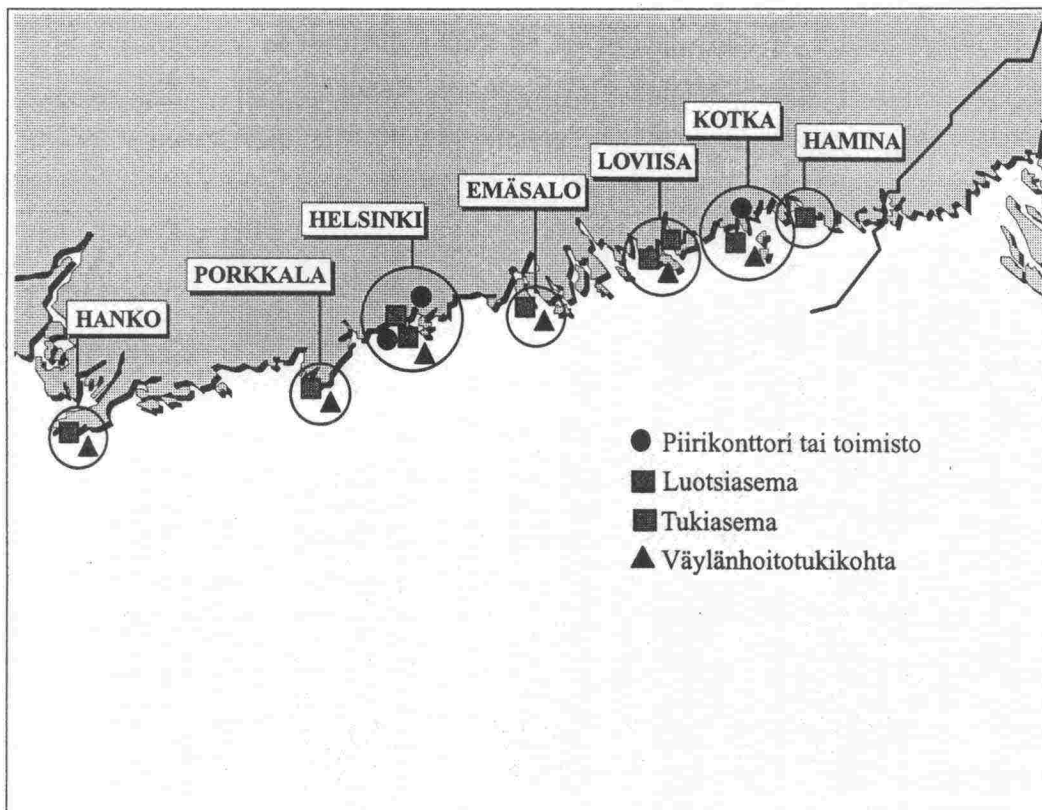 KOTKA
HAMINA
LOVIISA
EMÄSALO
HELSINKI
PORKKALA
HANKO
Piirikonttori tai toimisto
Luotsiasema
Tukiasema
Väylänhoitotukikohta